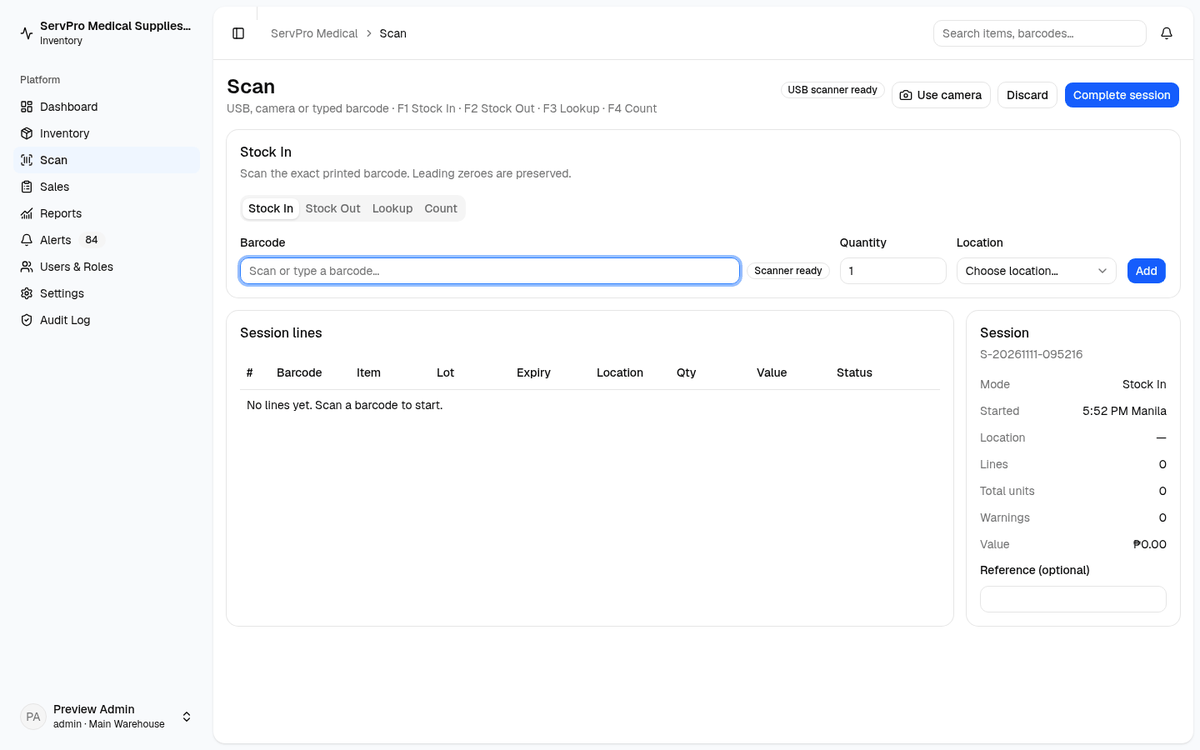 ServPro Medical Supplies...
Inventory
Platform
Dashboard
Inventory
Scan
Sales
Reports
Alerts 84
Users & Roles
Settings
Audit Log
PA
Preview Admin
admin · Main Warehouse
ServPro Medical > Scan
Search items, barcodes...
Scan
USB, camera or typed barcode · F1 Stock In · F2 Stock Out · F3 Lookup · F4 Count
USB scanner ready
Use camera
Discard
Complete session
Stock In
Scan the exact printed barcode. Leading zeroes are preserved.
Stock In Stock Out Lookup Count
Barcode Quantity Location
Scan or type a barcode... Scanner ready 1 Choose location... Add
Session lines
# Barcode Item Lot Expiry Location Qty Value Status
No lines yet. Scan a barcode to start.
Session
S-20261111-095216
Mode Stock In
Started 5:52 PM Manila
Location —
Lines 0
Total units 0
Warnings 0
Value ₱0.00
Reference (optional)